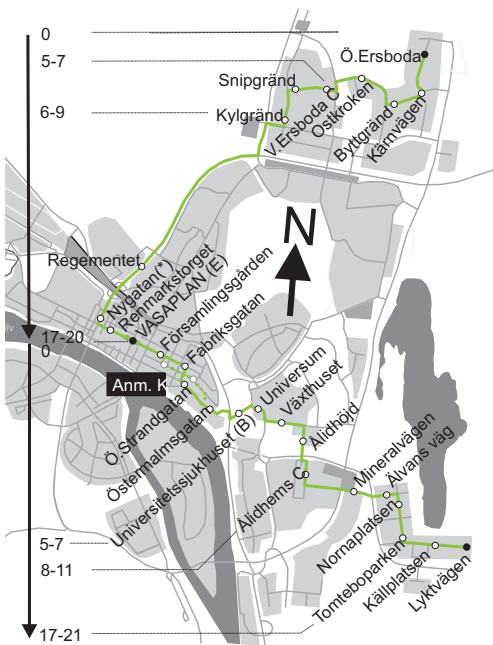 0
Ö.Ersboda
5-7
Snipgränd
V.Ersboda C
Ostkroken
Byttgränd
Kärnvägen
6-9
Kylgränd
N
Regementet
Nygatan(*)
Renmarkstorget
VASAPLAN (E)
Församlingsgården
Fabriksgatan
17-20
0
Anm. K
Ö.Strandgatan
Östermalmsgatan
Universitetssjukhuset (B)
Universum
Växthuset
Ålidhöjd
Ålidhems C
Mineralvägen
Älvans väg
Nornaplatsen
Tomteboparken
Källplatsen
Lyktvägen
5-7
8-11
17-21